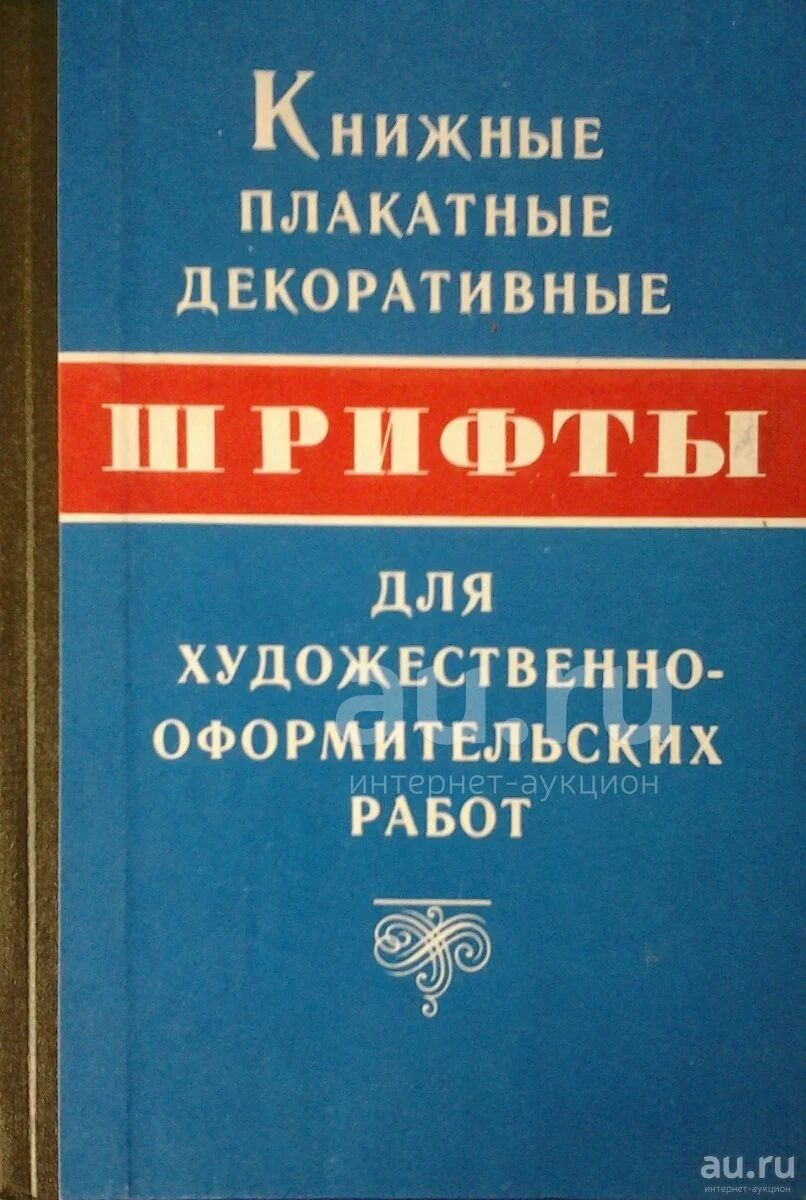 Книжные
плакатные
декоративные
шрифты
для
художественно-
оформительских
работ
au.ru
интернет-аукцион
au.ru
интернет-аукцион